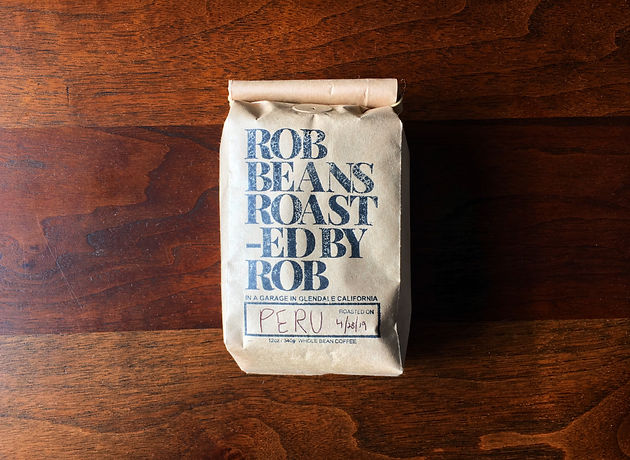 ROB
BEANS
ROAST
-ED BY
ROB
IN A GARAGE IN GLENDALE CALIFORNIA
ROASTED ON
PERU 4/28/19
12oz / 340g WHOLE BEAN COFFEE